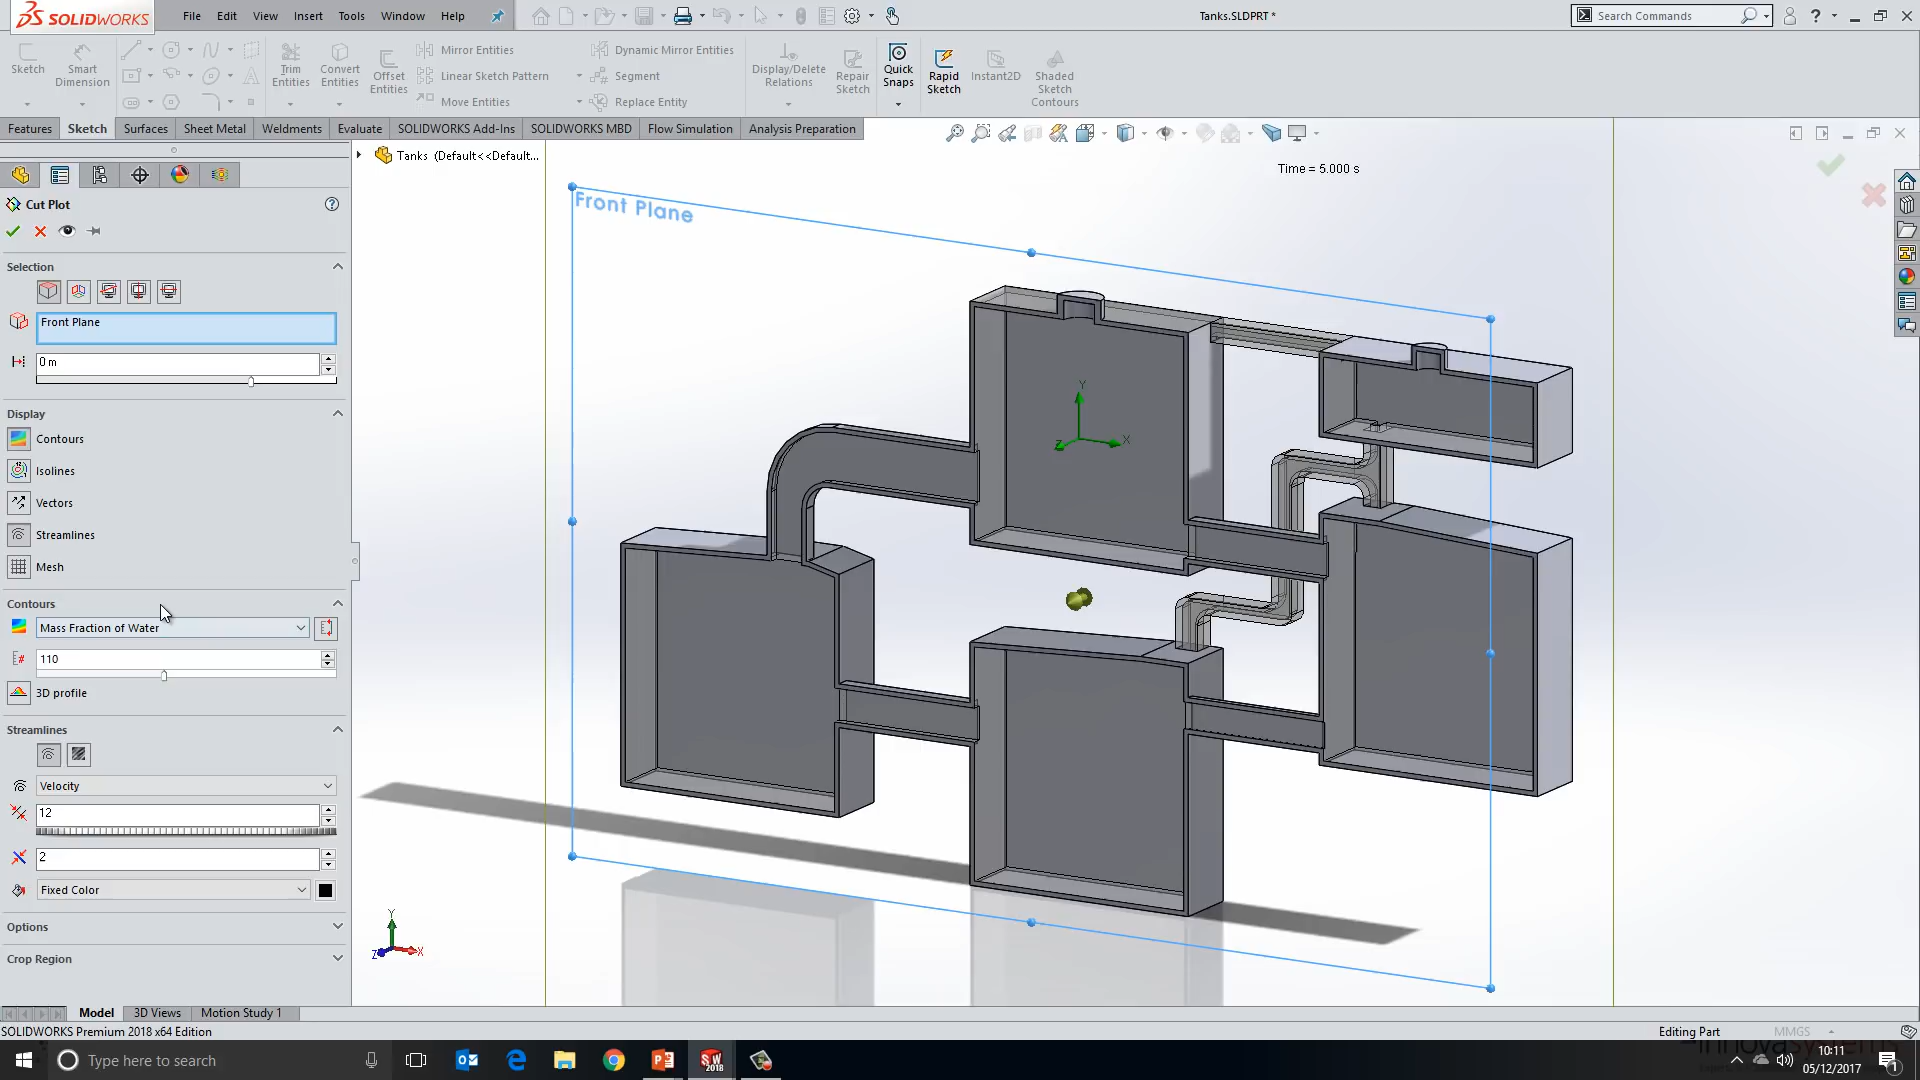 SOLIDWORKS
File Edit View Insert Tools Window Help
Tanks.SLDPRT *
Search Commands
Sketch
Smart Dimension
Trim Entities
Convert Entities
Offset Entities
Mirror Entities
Linear Sketch Pattern
Move Entities
Dynamic Mirror Entities
Segment
Replace Entity
Display/Delete Relations
Repair Sketch
Quick Snaps
Rapid Sketch
Instant2D
Shaded Sketch Contours
Features Sketch Surfaces Sheet Metal Weldments Evaluate SOLIDWORKS Add-Ins SOLIDWORKS MBD Flow Simulation Analysis Preparation
Tanks (Default<<Default...
Time = 5.000 s
Cut Plot
Selection
Front Plane
0 m
Display
Contours
Isolines
Vectors
Streamlines
Mesh
Contours
Mass Fraction of Water
110
3D profile
Streamlines
Velocity
12
2
Fixed Color
Options
Crop Region
Front Plane
Y
X
Z
Y
X
Z
Model 3D Views Motion Study 1
SOLIDWORKS Premium 2018 x64 Edition
Editing Part
MMGS
Type here to search
innovasystems
10:11
05/12/2017